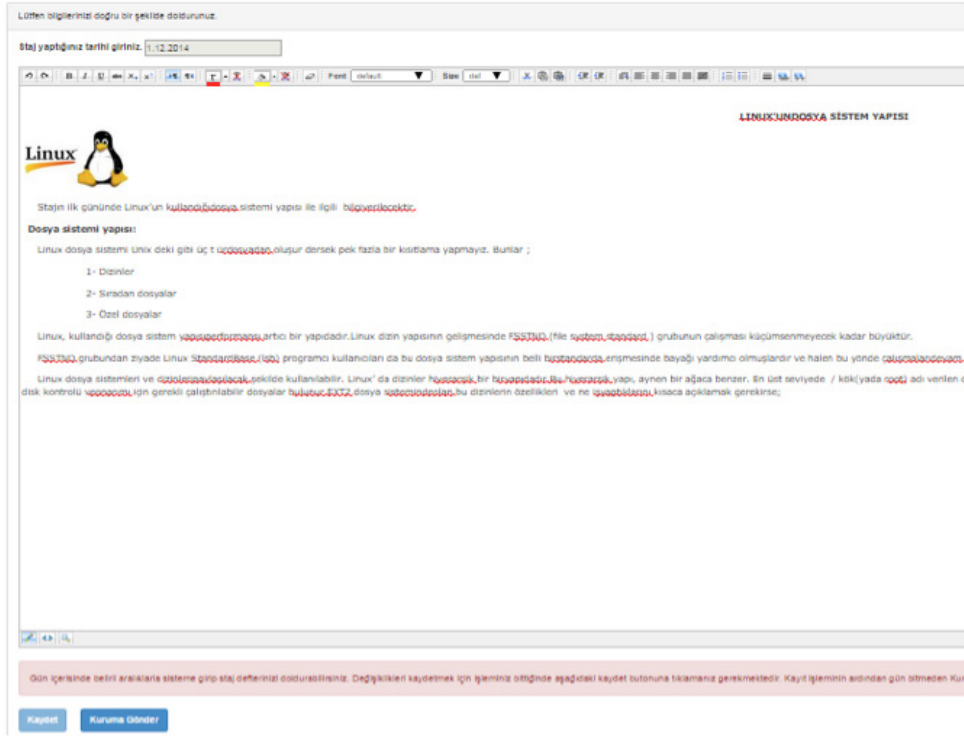 Lütfen bilgilerinizi doğru bir şekilde doldurunuz.
Staj yaptığınız tarihi giriniz. 1.12.2014
Font default Size def
LINUX'UNDOSYA SİSTEM YAPISI
Linux
Stajın ilk gününde Linux'un kullandığıdosya sistemi yapısı ile ilgili bilgiverilecektir.
Dosya sistemi yapısı:
Linux dosya sistemi Unix deki gibi üç t ürdosyadan oluşur dersek pek fazla bir kısıtlama yapmayız. Bunlar ;
1- Dizinler
2- Sıradan dosyalar
3- Özel dosyalar
Linux, kullandığı dosya sistem yapısıperformansı artıcı bir yapıdadır.Linux dizin yapısının gelişmesinde FSSTND (file system standard ) grubunun çalışması küçümsenmeyecek kadar büyüktür.
FSSTND grubundan ziyade Linux StandardBase (lsb) programcı kullanıcıları da bu dosya sistem yapısının belli birstandarda erişmesinde bayağı yardımcı olmuşlardır ve halen bu yönde çalışmalarıdevam
Linux dosya sistemleri ve dizinleripaylaşılacak şekilde kullanılabilir. Linux' da dizinler hiyerarşik bir biryapıdadır.Bu hiyerarşik yapı, aynen bir ağaca benzer. En üst seviyede / kök(yada root) adı verilen
disk kontrolü için gerekli çalıştırılabilir dosyalar bulunur.EXT2 dosya sistemindeolan bu dizinlerin özellikleri ve ne işyaptıklarını kısaca açıklamak gerekirse;
Gün içerisinde belirli aralıklarla sisteme girip staj defterinizi doldurabilirsiniz. Değişiklikleri kaydetmek için işleminiz bittiğinde aşağıdaki kaydet butonuna tıklamanız gerekmektedir. Kayıt işleminin ardından gün bitmeden Kur
Kaydet Kuruma Gönder